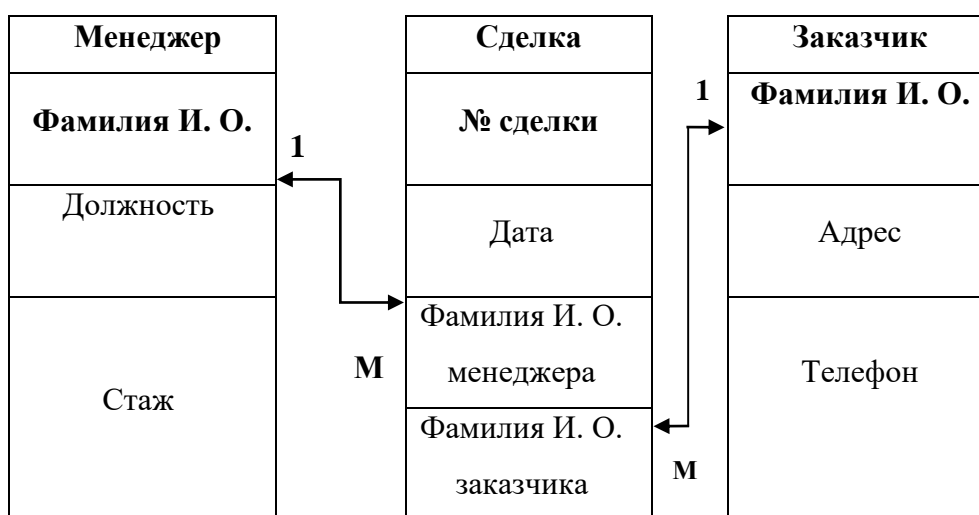 Менеджер
Фамилия И. О.
Должность
Стаж
1
М
Сделка
№ сделки
Дата
Фамилия И. О.
менеджера
Фамилия И. О.
заказчика
1
М
Заказчик
Фамилия И. О.
Адрес
Телефон